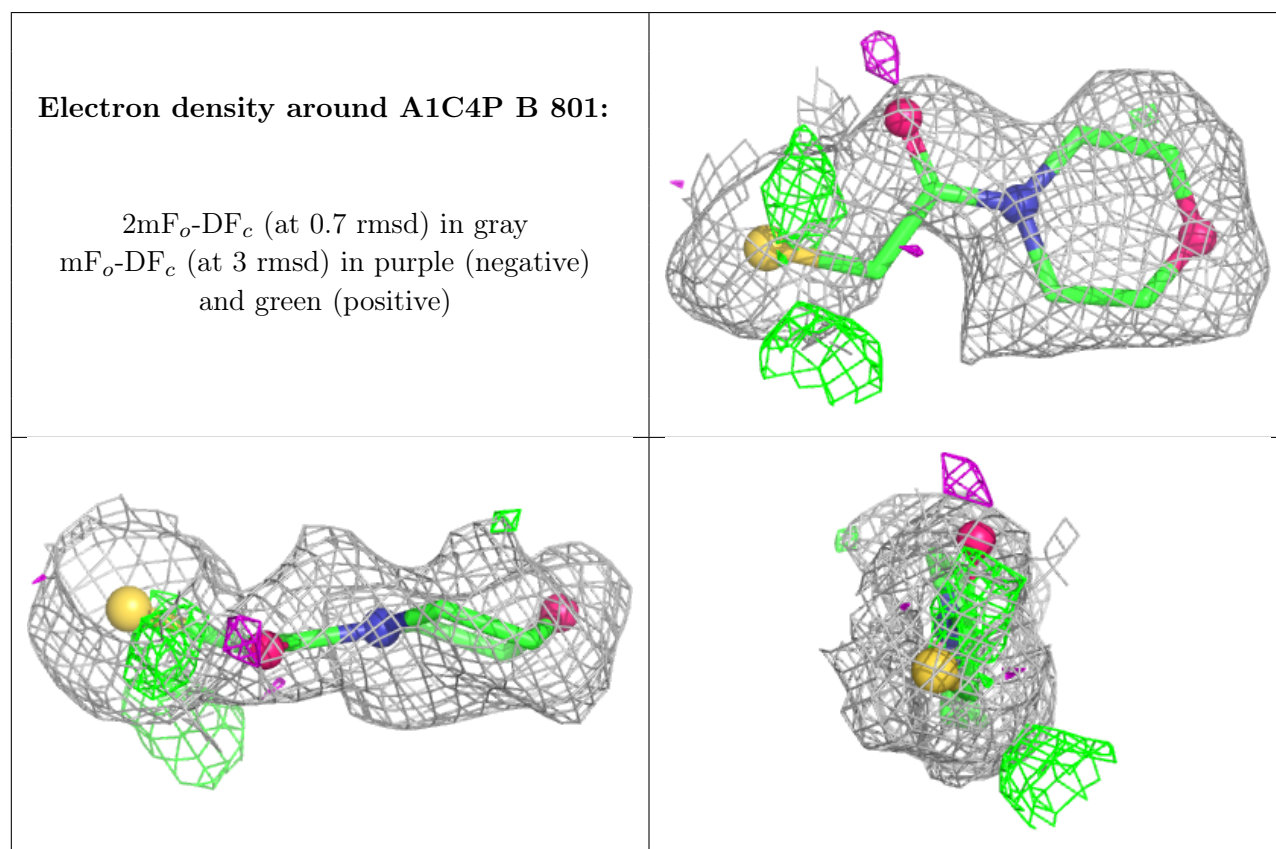 Electron density around A1C4P B 801:
2mFₒ-DF𝒸 (at 0.7 rmsd) in gray
mFₒ-DF𝒸 (at 3 rmsd) in purple (negative)
and green (positive)